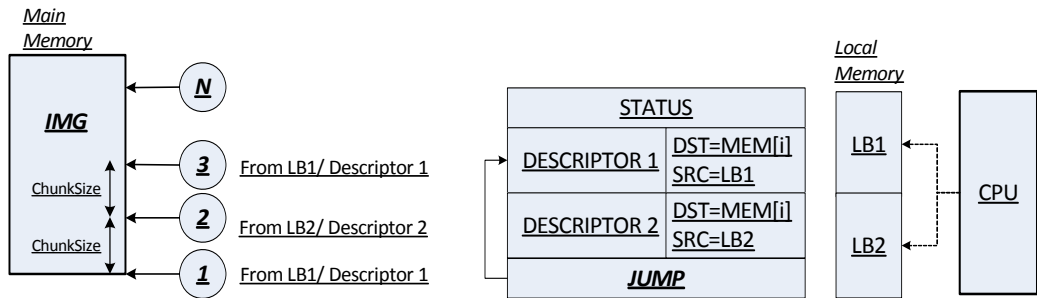 Main
Memory
IMG
N
3
From LB1/ Descriptor 1
ChunkSize
2
From LB2/ Descriptor 2
ChunkSize
1
From LB1/ Descriptor 1
STATUS
DESCRIPTOR 1
DST=MEM[i]
SRC=LB1
DESCRIPTOR 2
DST=MEM[i]
SRC=LB2
JUMP
Local
Memory
LB1
LB2
CPU